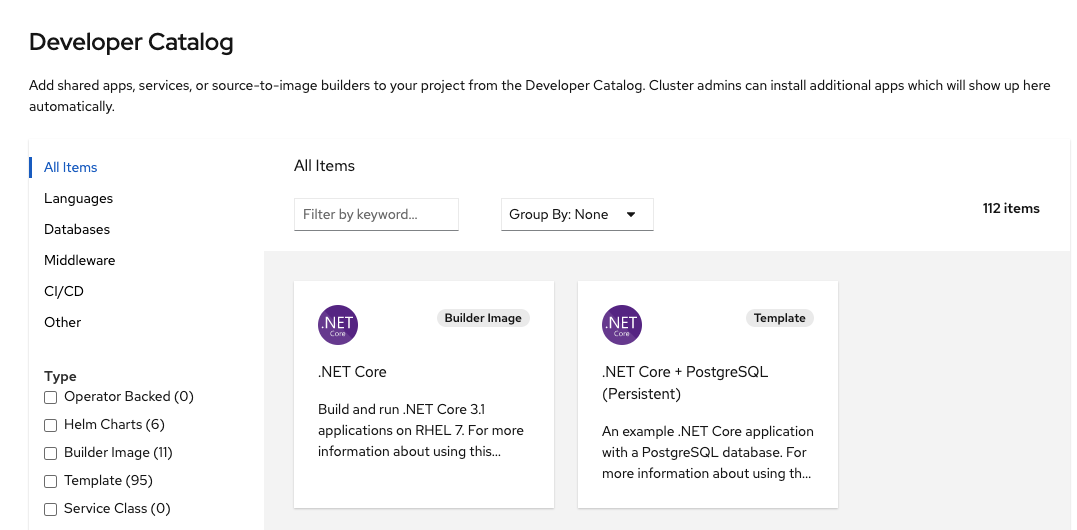 Developer Catalog
Add shared apps, services, or source-to-image builders to your project from the Developer Catalog. Cluster admins can install additional apps which will show up here
automatically.
All Items
Languages
Databases
Middleware
CI/CD
Other
Type
Operator Backed (0)
Helm Charts (6)
Builder Image (11)
Template (95)
Service Class (0)
All Items
Filter by keyword...
Group By: None
112 items
.NET
Core
Builder Image
.NET Core
Build and run .NET Core 3.1
applications on RHEL 7. For more
information about using this...
.NET
Core
Template
.NET Core + PostgreSQL
(Persistent)
An example .NET Core application
with a PostgreSQL database. For
more information about using th...